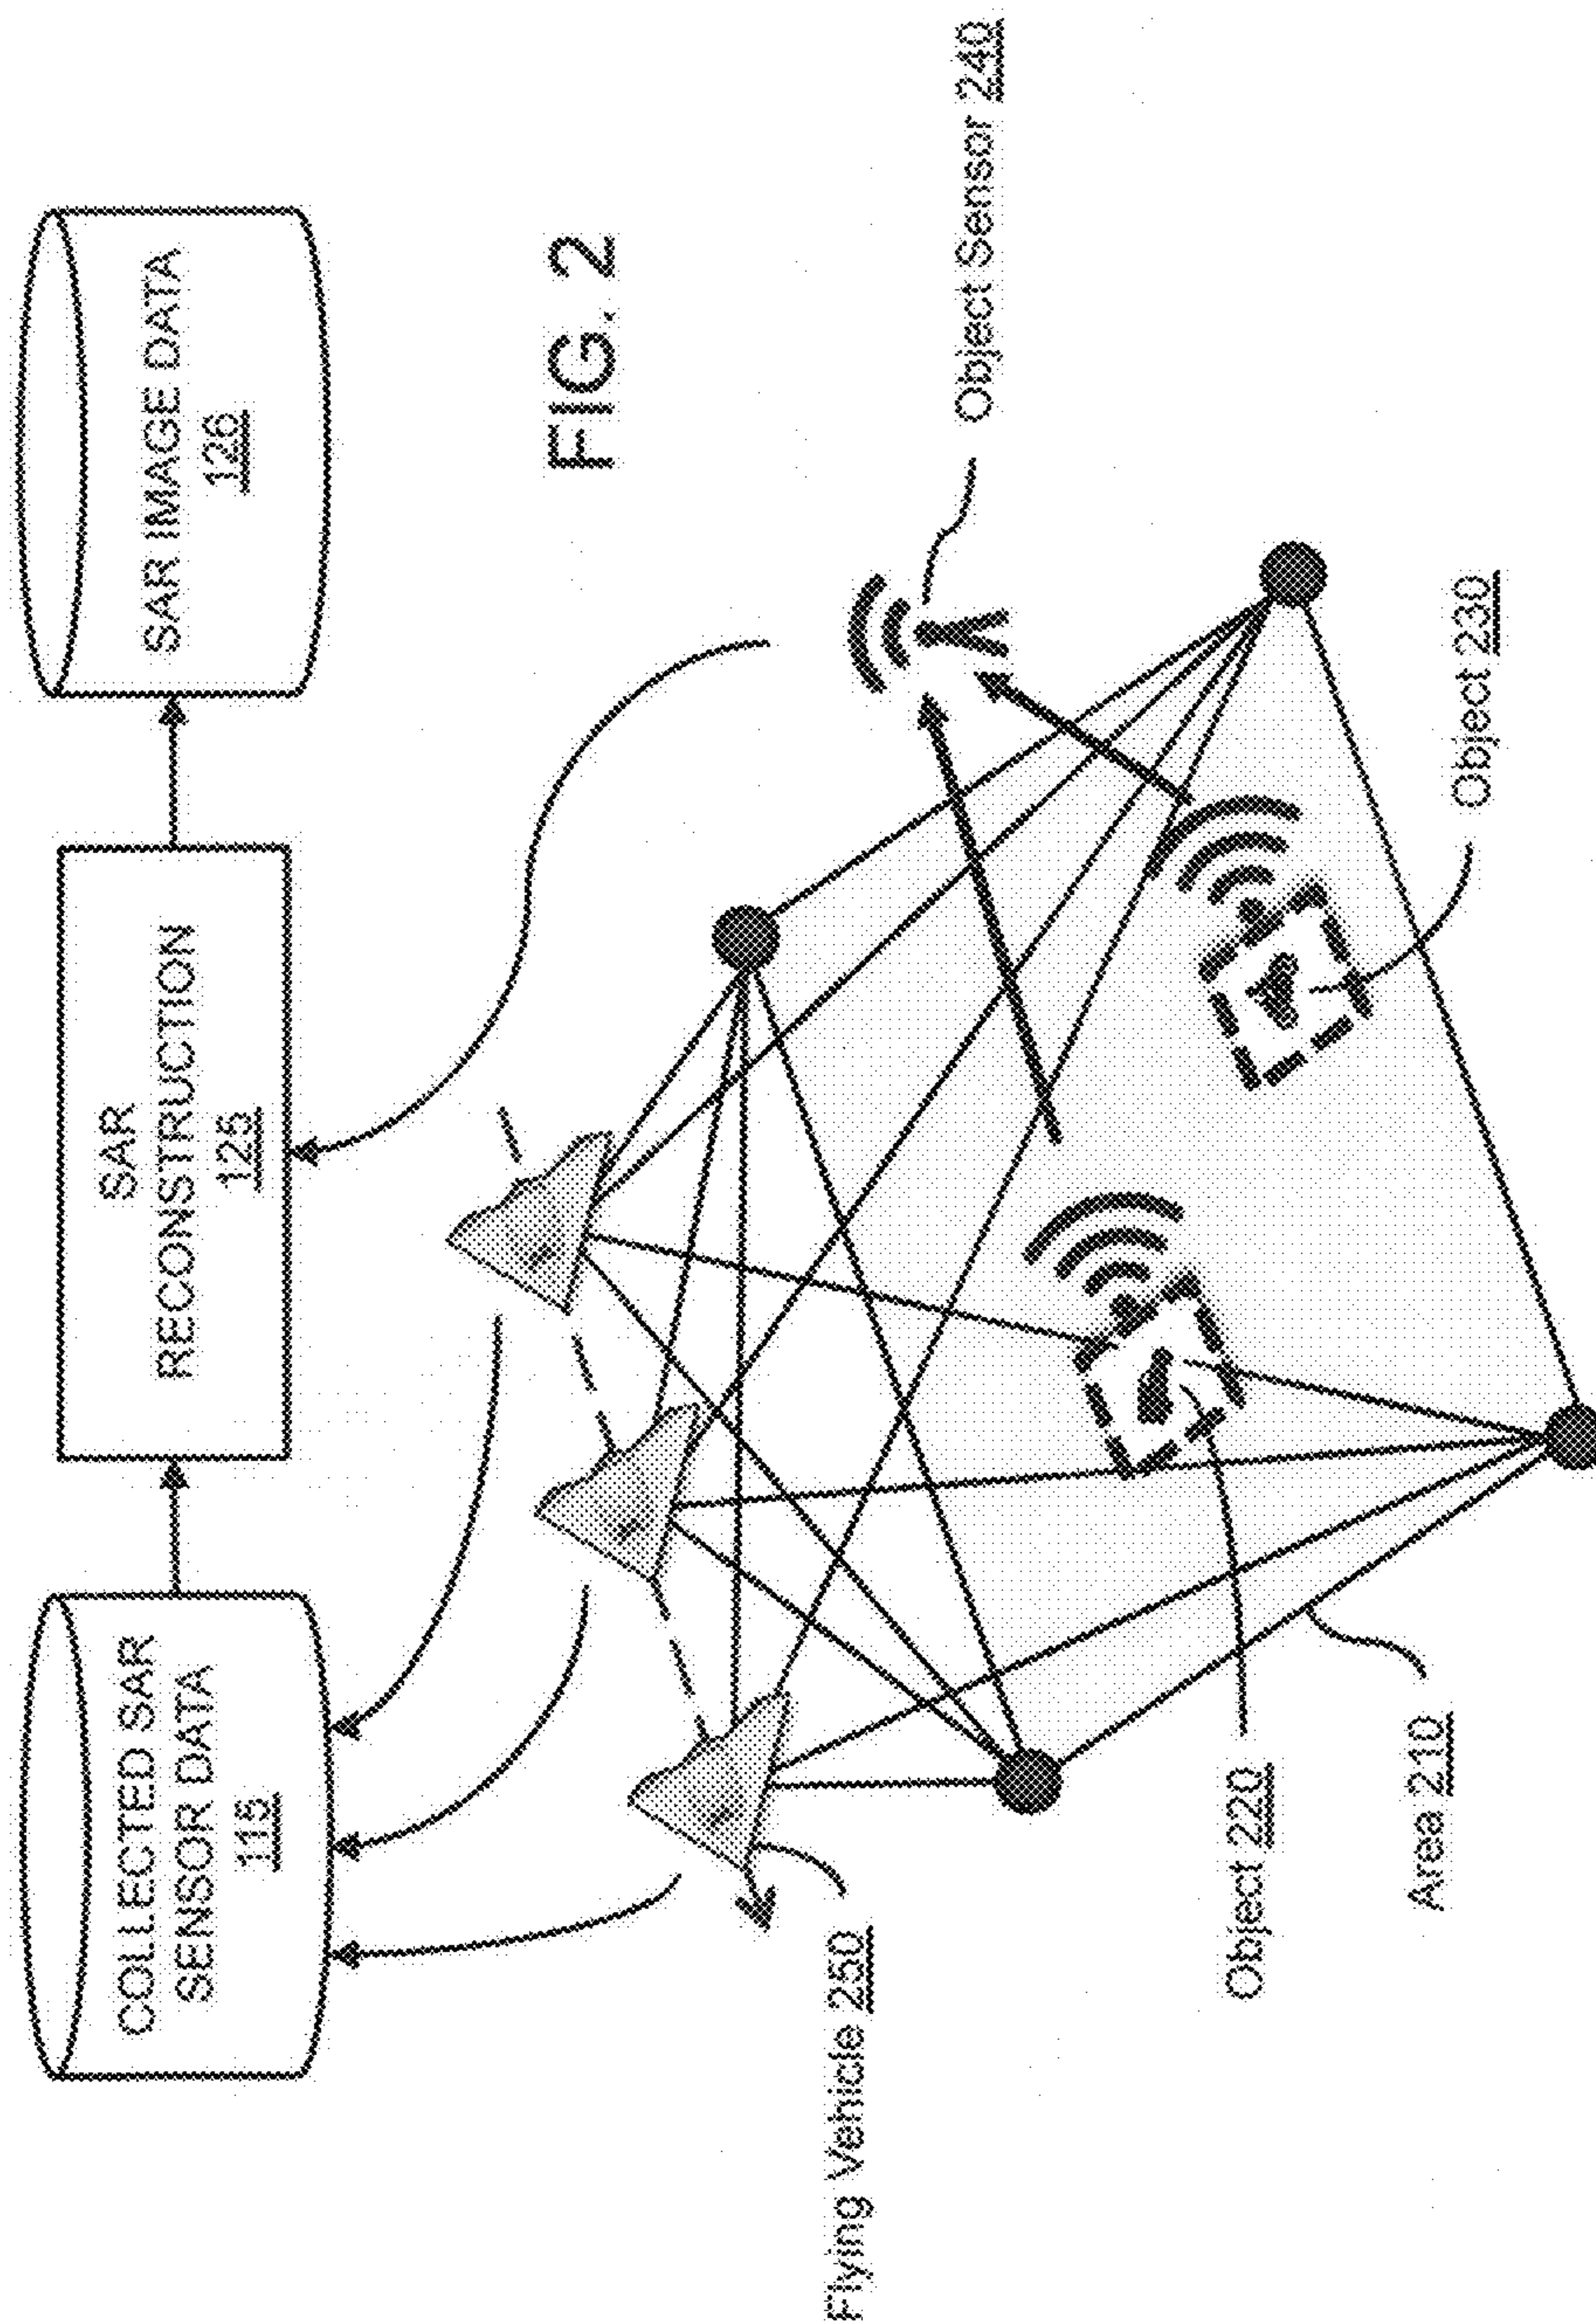 COLLECTED SAR
SENSOR DATA
115
SAR
RECONSTRUCTION
125
SAR IMAGE DATA
126
FIG. 2
Flying Vehicle 250
Object Sensor 240
Object 220
Area 210
Object 230